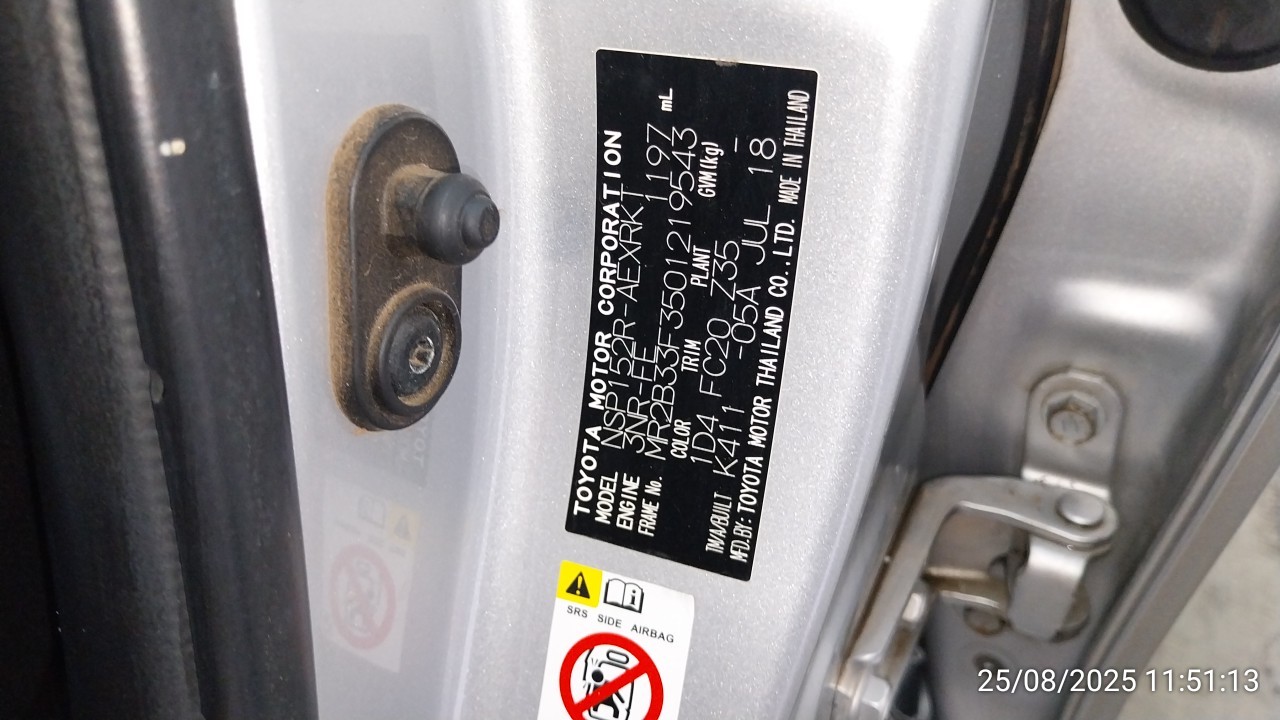 TOYOTA MOTOR CORPORATION
MODEL NSP152R-AEXRKT
ENGINE 3NR-FE 1197 mL
FRAME No. MR2B33F3501219543
COLOR TRIM PLANT GVM(kg)
1D4 FC20 Z35 -
TM/A/BUILT K411 -05A JUL 18
MFD.BY: TOYOTA MOTOR THAILAND CO.,LTD. MADE IN THAILAND
SRS SIDE AIRBAG
25/08/2025 11:51:13